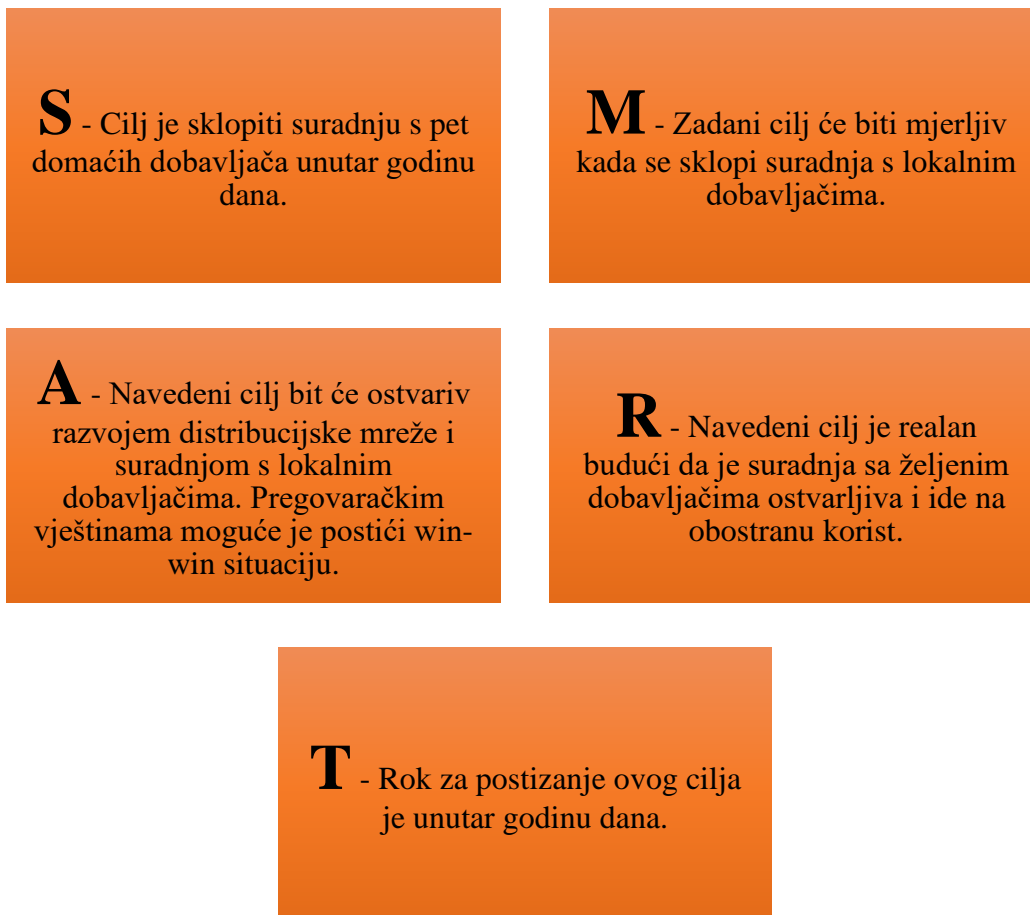 S - Cilj je sklopiti suradnju s pet
domaćih dobavljača unutar godinu
dana.
M - Zadani cilj će biti mjerljiv
kada se sklopi suradnja s lokalnim
dobavljačima.
A - Navedeni cilj bit će ostvariv
razvojem distribucijske mreže i
suradnjom s lokalnim
dobavljačima. Pregovaračkim
vještinama moguće je postići win-
win situaciju.
R - Navedeni cilj je realan
budući da je suradnja sa željenim
dobavljačima ostvarljiva i ide na
obostranu korist.
T - Rok za postizanje ovog cilja
je unutar godinu dana.